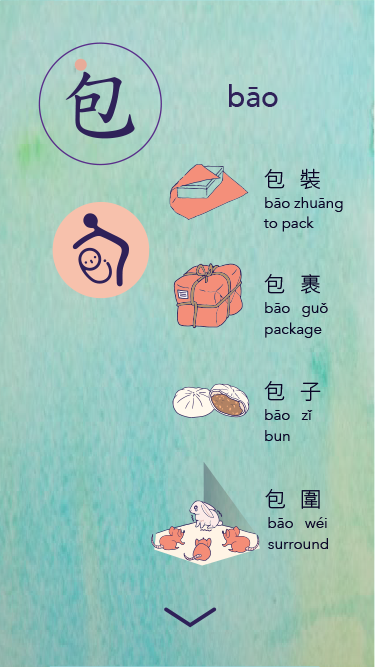 包
bāo
包 裝
bāo zhuāng
to pack
包 裹
bāo guǒ
package
包 子
bāo zǐ
bun
包 圍
bāo wéi
surround